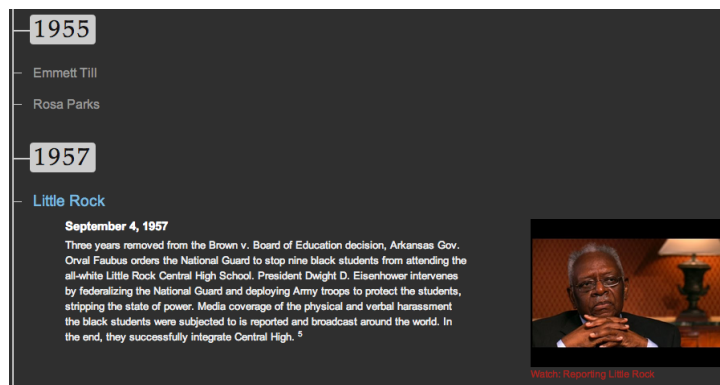 1955
Emmett Till
Rosa Parks
1957
Little Rock
September 4, 1957
Three years removed from the Brown v. Board of Education decision, Arkansas Gov.
Orval Faubus orders the National Guard to stop nine black students from attending the
all-white Little Rock Central High School. President Dwight D. Eisenhower intervenes
by federalizing the National Guard and deploying Army troops to protect the students,
stripping the state of power. Media coverage of the physical and verbal harassment
the black students were subjected to is reported and broadcast around the world. In
the end, they successfully integrate Central High. 5
Watch: Reporting Little Rock